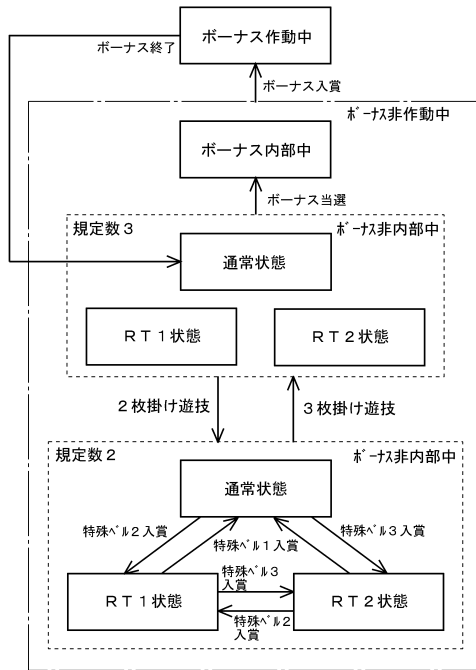 ボーナス作動中
ボーナス終了
ボーナス入賞
ﾎﾞｰﾅｽ非作動中
ボーナス内部中
ボーナス当選
規定数３
ﾎﾞｰﾅｽ非内部中
通常状態
ＲＴ１状態
ＲＴ２状態
２枚掛け遊技
３枚掛け遊技
規定数２
ﾎﾞｰﾅｽ非内部中
通常状態
特殊ﾍﾞﾙ２入賞
特殊ﾍﾞﾙ３入賞
特殊ﾍﾞﾙ１入賞
特殊ﾍﾞﾙ３
入賞
ＲＴ１状態
ＲＴ２状態
特殊ﾍﾞﾙ２
入賞